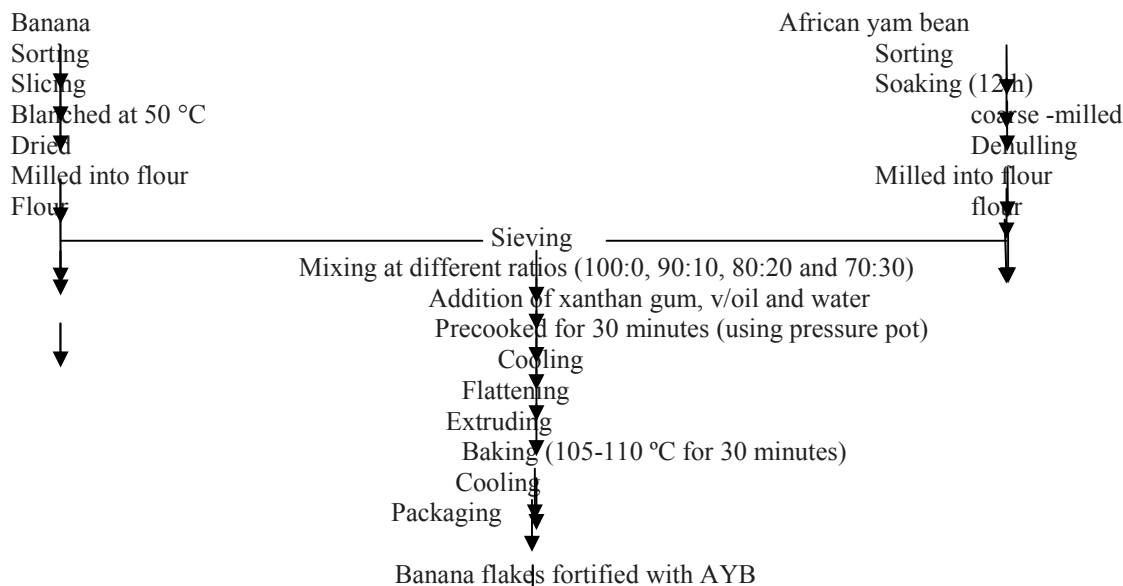 Banana
African yam bean
Sorting
Sorting
Slicing
Soaking (12 h)
Blanched at 50 °C
coarse -milled
Dried
Dehulling
Milled into flour
Milled into flour
Flour
flour
Sieving
Mixing at different ratios (100:0, 90:10, 80:20 and 70:30)
Addition of xanthan gum, v/oil and water
Precooked for 30 minutes (using pressure pot)
Cooling
Flattening
Extruding
Baking (105-110 ºC for 30 minutes)
Cooling
Packaging
Banana flakes fortified with AYB